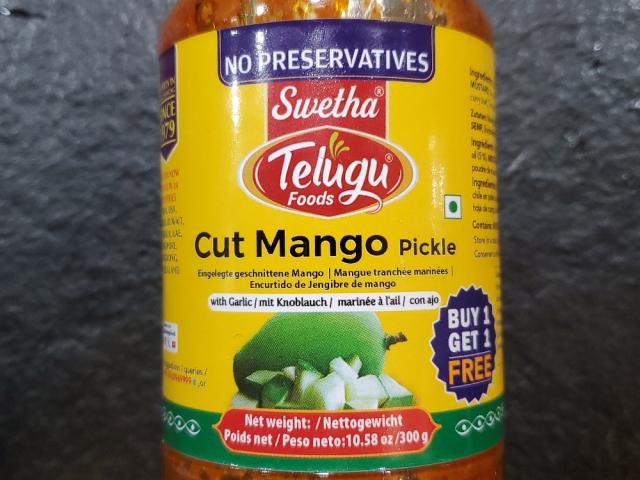 NO PRESERVATIVES
Swetha®
Telugu®
Foods
Cut Mango Pickle
Eingelegte geschnittene Mango | Mangue tranchée marinées |
Encurtido de Jengibre de mango
with Garlic / mit Knoblauch / marinée à l'ail / con ajo
BUY 1
GET 1
FREE
Net weight: / Nettogewicht
Poids net / Peso neto: 10.58 oz /300 g